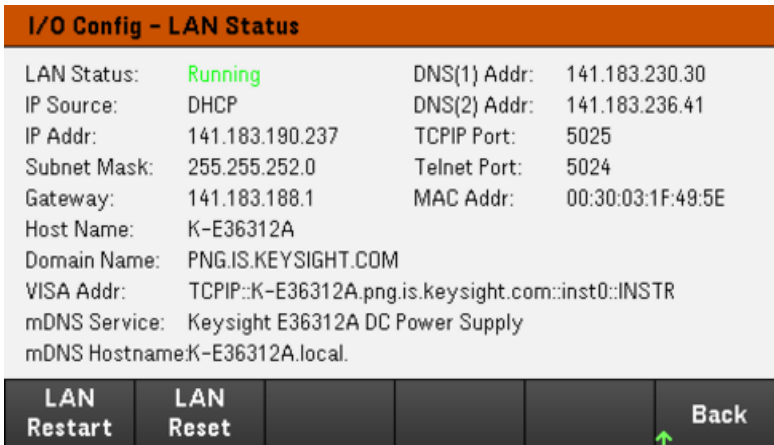 I/O Config - LAN Status
LAN Status: Running DNS(1) Addr: 141.183.230.30
IP Source: DHCP DNS(2) Addr: 141.183.236.41
IP Addr: 141.183.190.237 TCPIP Port: 5025
Subnet Mask: 255.255.252.0 Telnet Port: 5024
Gateway: 141.183.188.1 MAC Addr: 00:30:03:1F:49:5E
Host Name: K-E36312A
Domain Name: PNG.IS.KEYSIGHT.COM
VISA Addr: TCPIP::K-E36312A.png.is.keysight.com::inst0::INSTR
mDNS Service: Keysight E36312A DC Power Supply
mDNS Hostname:K-E36312A.local.
LAN Restart LAN Reset Back